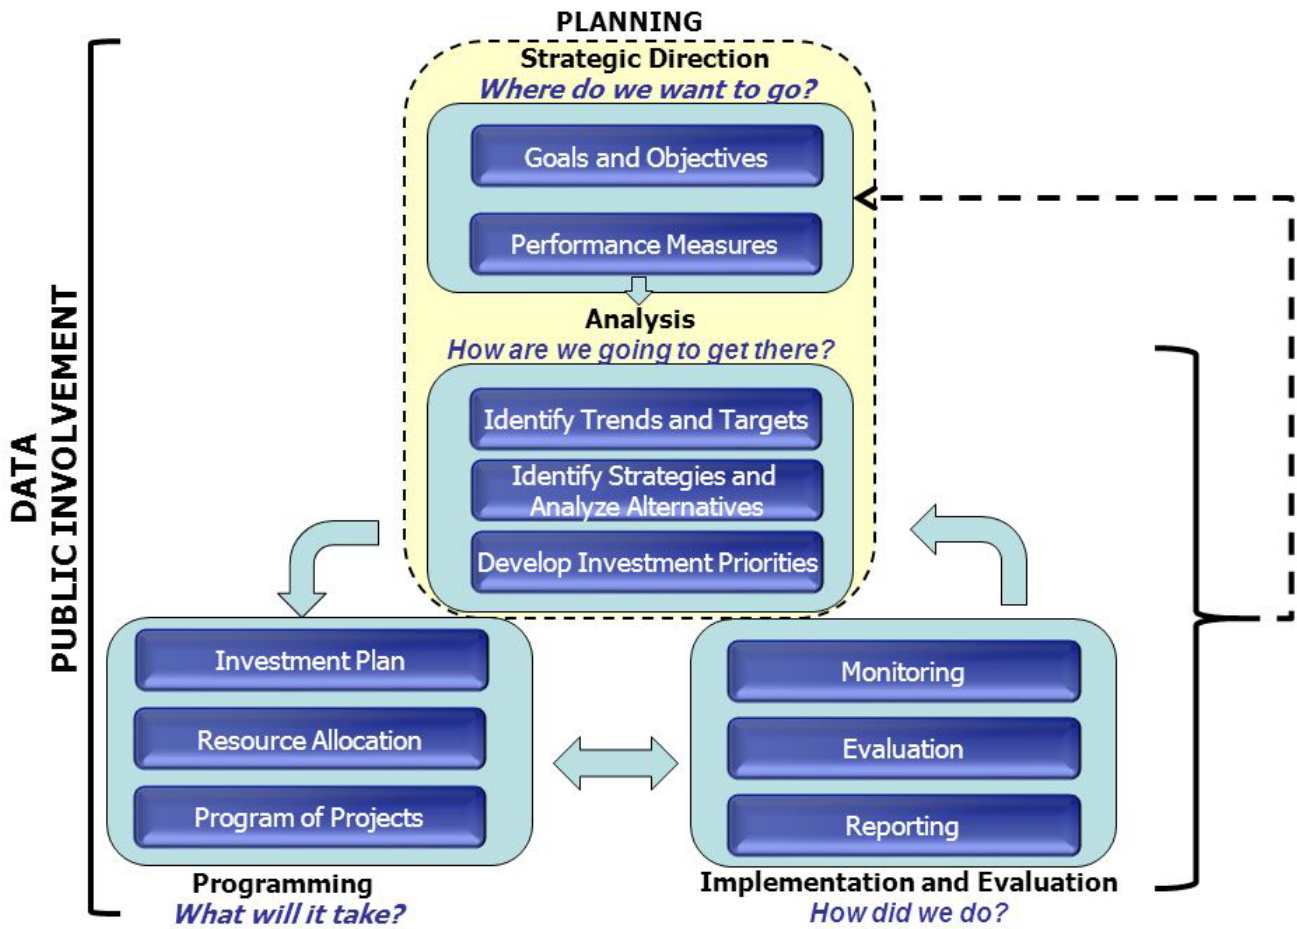 PLANNING
Strategic Direction
Where do we want to go?
Goals and Objectives
Performance Measures
Analysis
How are we going to get there?
Identify Trends and Targets
Identify Strategies and
Analyze Alternatives
Develop Investment Priorities
DATA
PUBLIC INVOLVEMENT
Investment Plan
Resource Allocation
Program of Projects
Programming
What will it take?
Monitoring
Evaluation
Reporting
Implementation and Evaluation
How did we do?